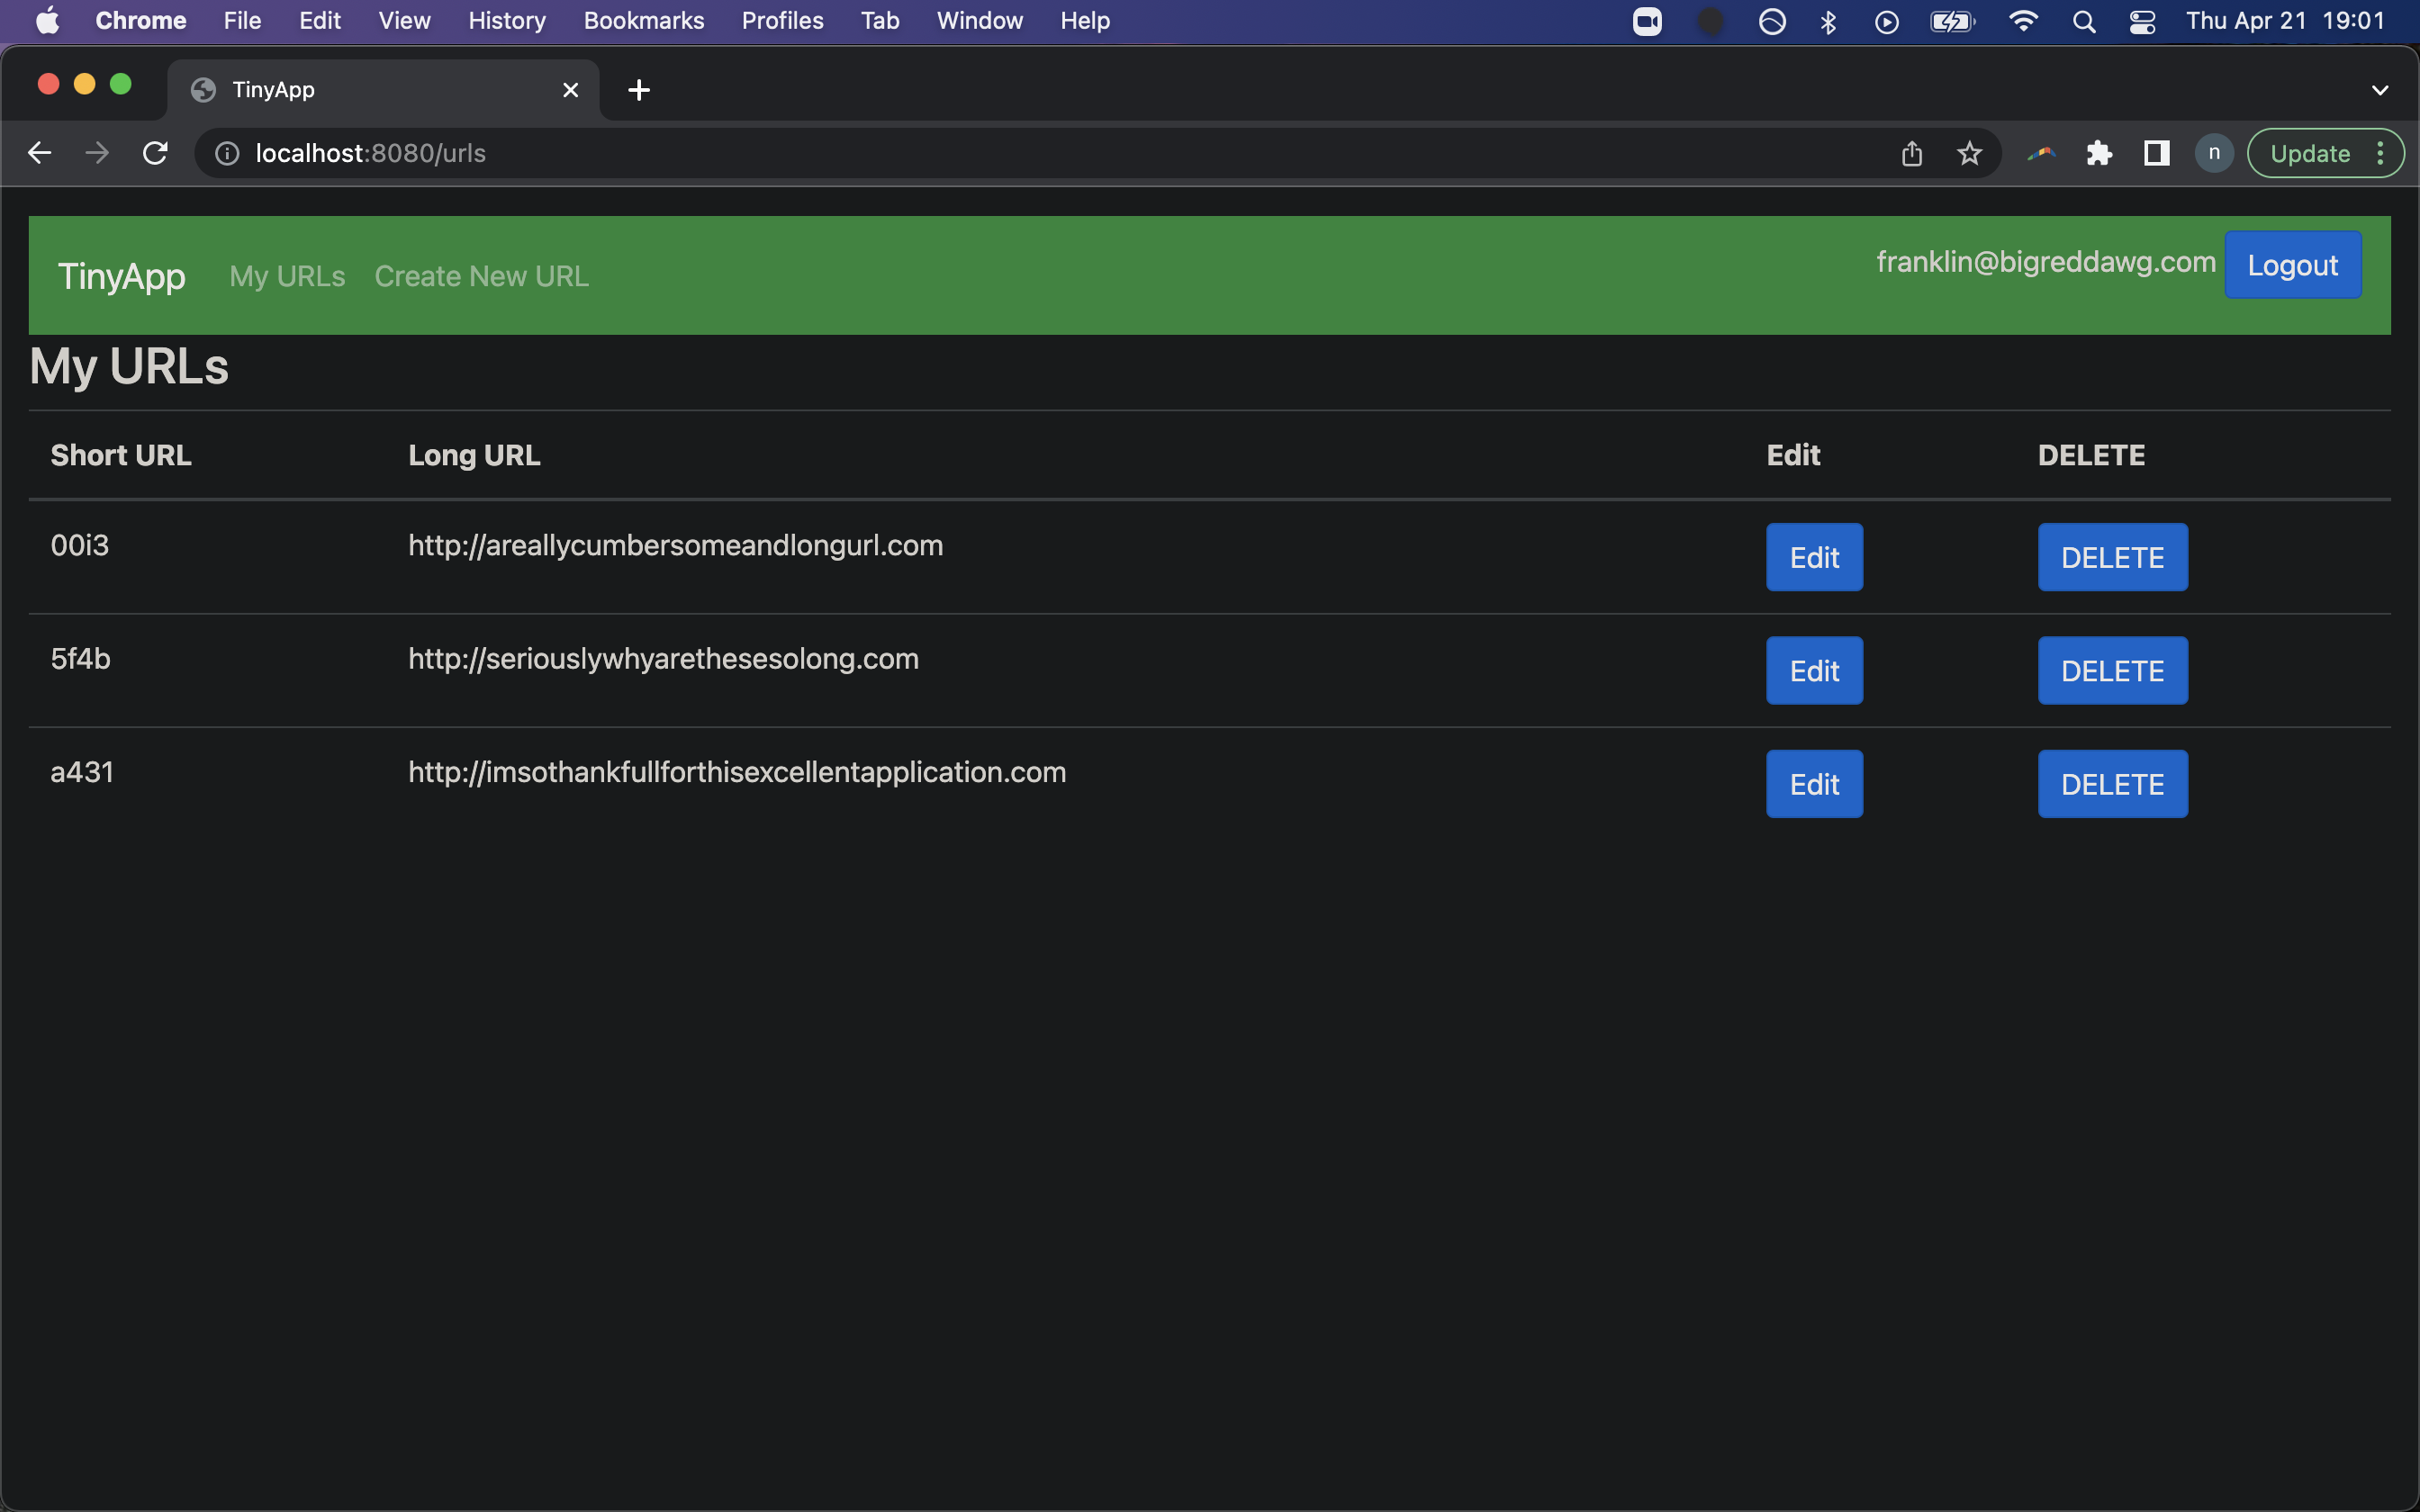 Chrome File Edit View History Bookmarks Profiles Tab Window Help Thu Apr 21 19:01
TinyApp
localhost:8080/urls n Update
TinyApp My URLs Create New URL franklin@bigreddawg.com Logout
My URLs
Short URL Long URL Edit DELETE
00i3 http://areallycumbersomeandlongurl.com Edit DELETE
5f4b http://seriouslywhyarethesesolong.com Edit DELETE
a431 http://imsothankfullforthisexcellentapplication.com Edit DELETE